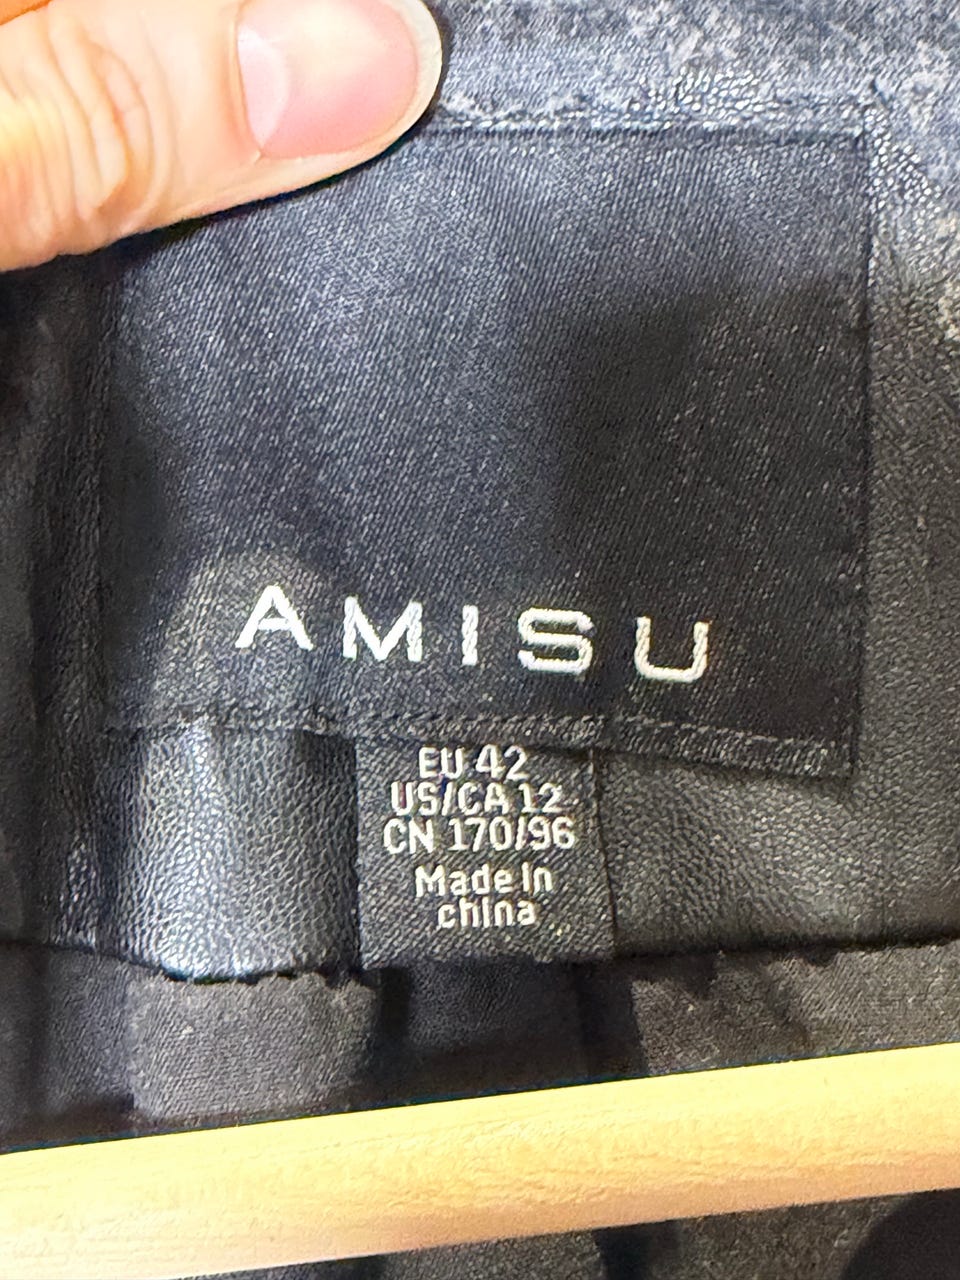 AMISU
EU 42
US/CA 12
CN 170/96
Made in
china